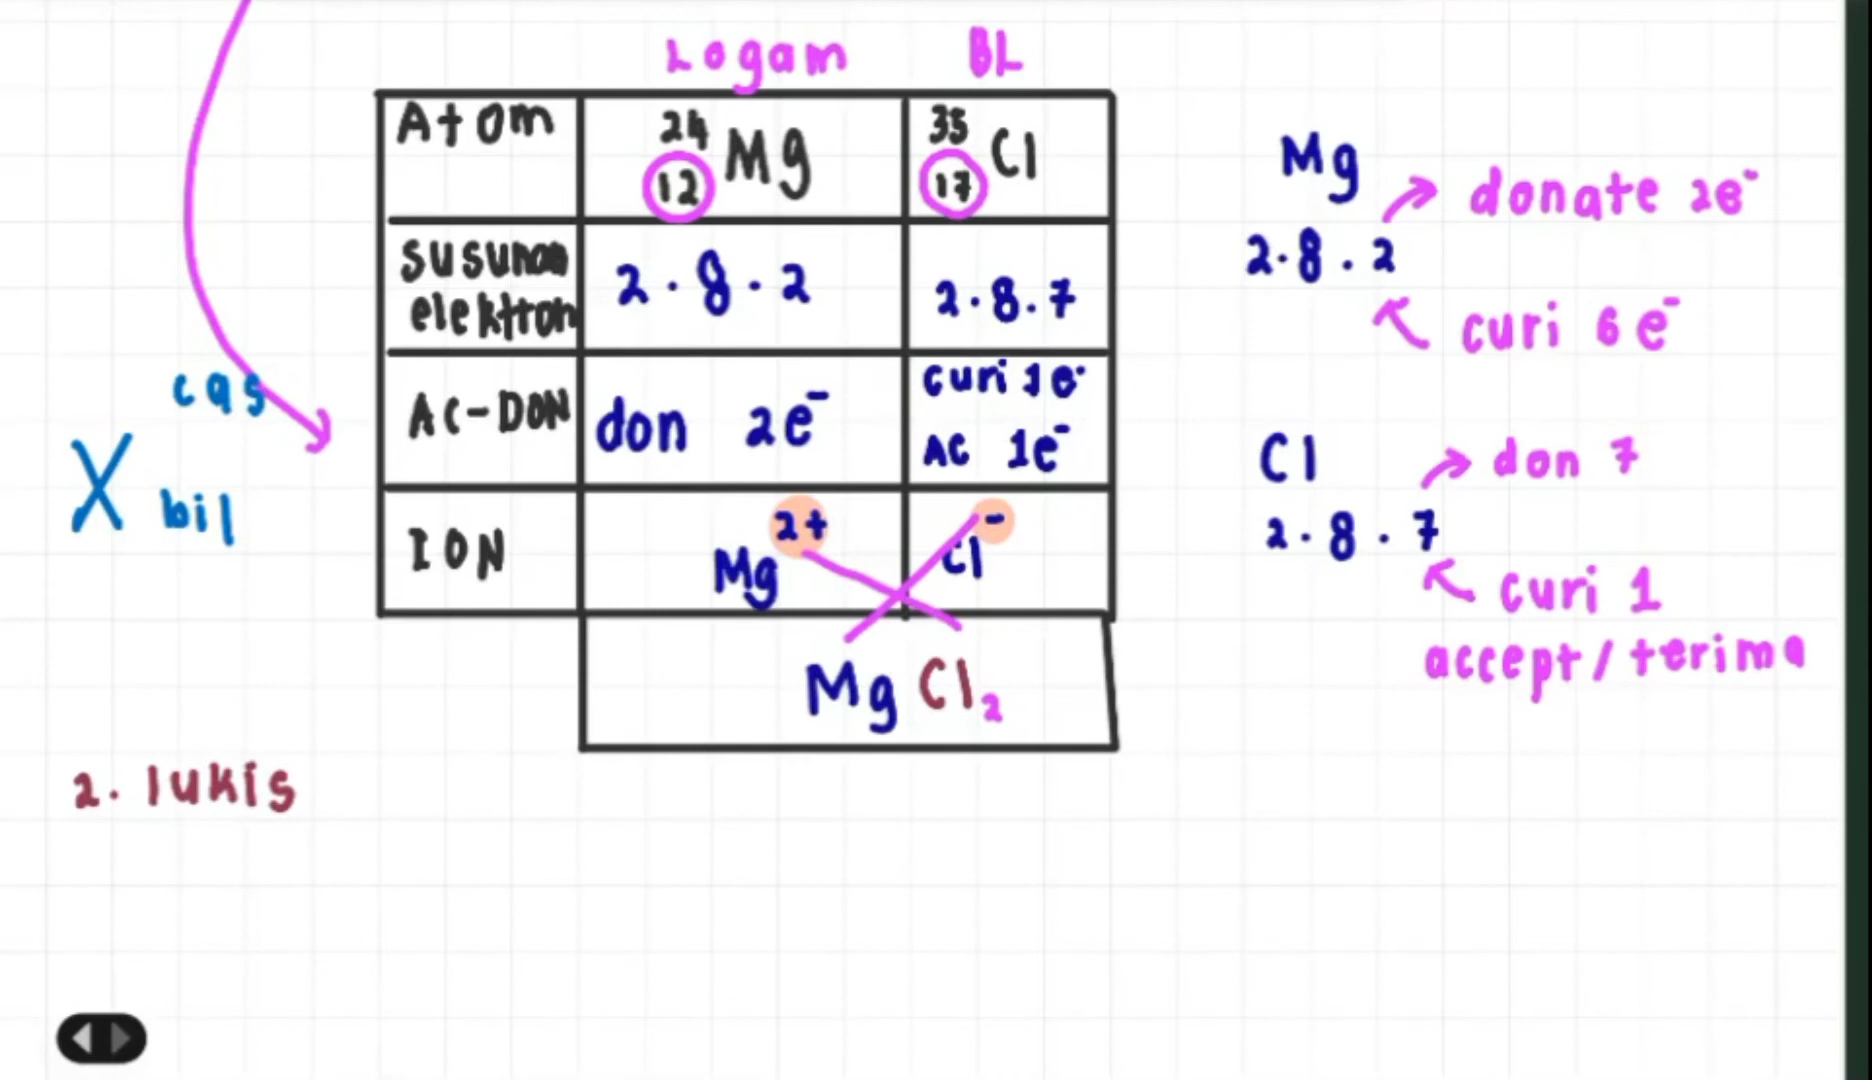 Logam BL
Atom 24 12 Mg 35 17 Cl
susunan elektron 2.8.2 2.8.7
AC-DON don 2e⁻ curi 1e⁻
AC 1e⁻
ION Mg²⁺ Cl⁻
MgCl₂
X cas
bil
2. lukis
Mg
donate 2e⁻
2.8.2
curi 6e⁻
Cl
don 7
2.8.7
curi 1
accept/terima